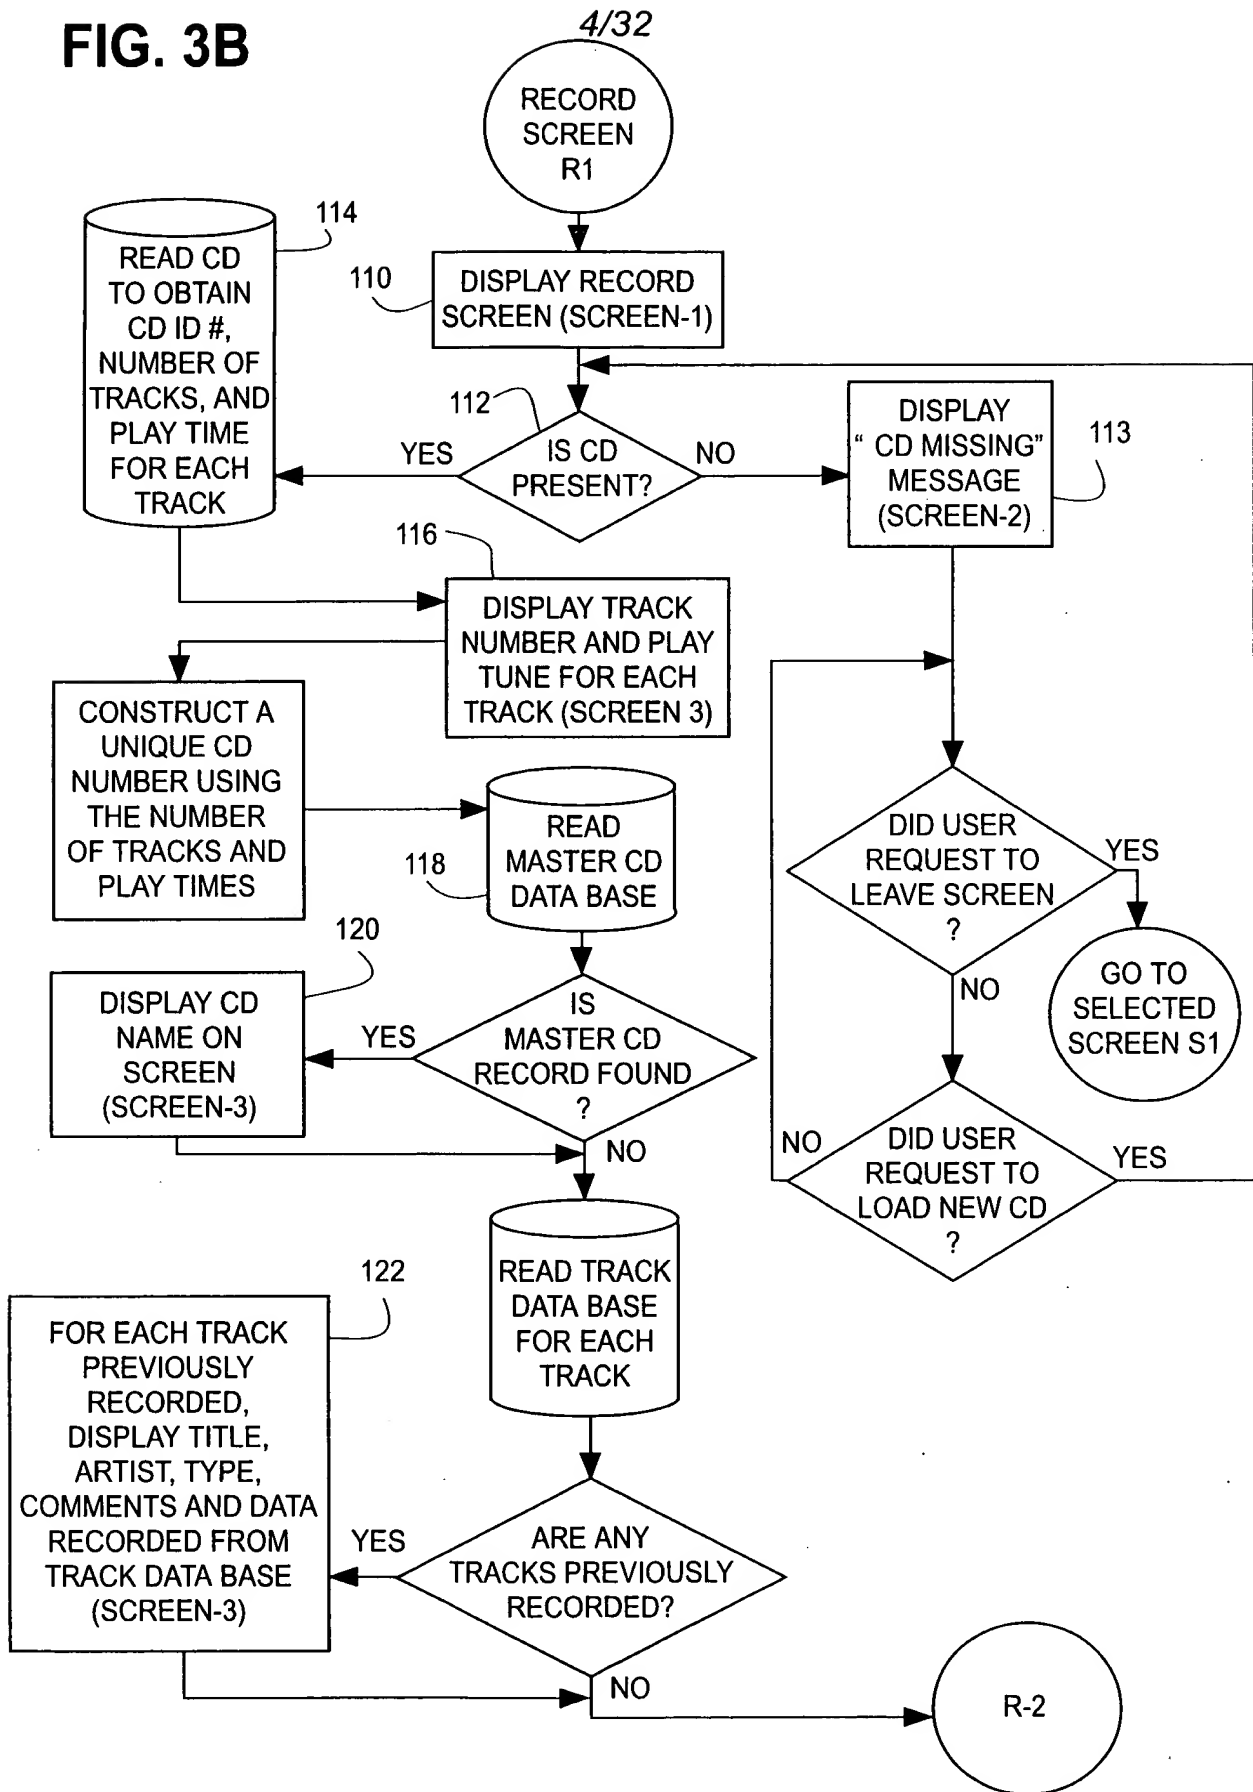 FIG. 3B
4/32
RECORD
SCREEN
R1
114
READ CD
TO OBTAIN
CD ID #,
NUMBER OF
TRACKS, AND
PLAY TIME
FOR EACH
TRACK
110
DISPLAY RECORD
SCREEN (SCREEN-1)
112
IS CD
PRESENT?
YES
NO
DISPLAY
“ CD MISSING”
MESSAGE
(SCREEN-2)
113
116
DISPLAY TRACK
NUMBER AND PLAY
TUNE FOR EACH
TRACK (SCREEN 3)
CONSTRUCT A
UNIQUE CD
NUMBER USING
THE NUMBER
OF TRACKS AND
PLAY TIMES
READ
MASTER CD
DATA BASE
118
DID USER
REQUEST TO
LEAVE SCREEN
?
YES
NO
GO TO
SELECTED
SCREEN S1
120
DISPLAY CD
NAME ON
SCREEN
(SCREEN-3)
YES
IS
MASTER CD
RECORD FOUND
?
NO
NO
DID USER
REQUEST TO
LOAD NEW CD
?
YES
READ TRACK
DATA BASE
FOR EACH
TRACK
122
FOR EACH TRACK
PREVIOUSLY
RECORDED,
DISPLAY TITLE,
ARTIST, TYPE,
COMMENTS AND DATA
RECORDED FROM
TRACK DATA BASE
(SCREEN-3)
YES
ARE ANY
TRACKS PREVIOUSLY
RECORDED?
NO
R-2